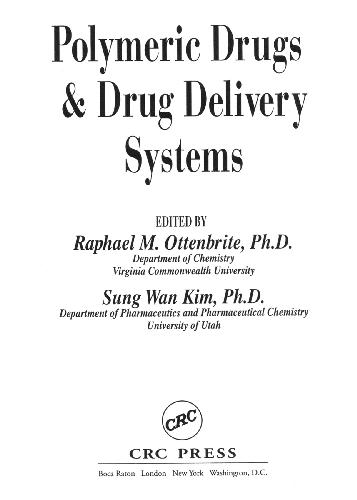 Polymeric Drugs
& Drug Delivery
Systems
EDITED BY
Raphael M. Ottenbrite, Ph.D.
Department of Chemistry
Virginia Commonwealth University
Sung Wan Kim, Ph.D.
Department of Pharmaceutics and Pharmaceutical Chemistry
University of Utah
CRC
CRC PRESS
Boca Raton London New York Washington, D.C.